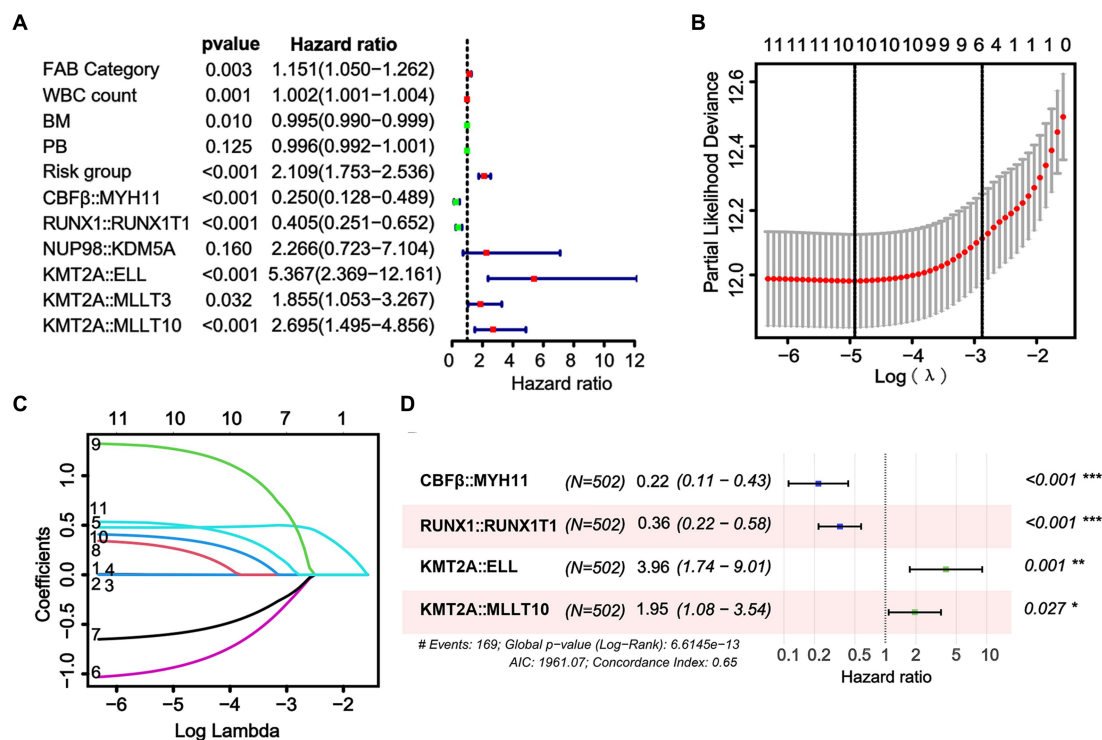 A
pvalue Hazard ratio
FAB Category 0.003 1.151(1.050−1.262)
WBC count 0.001 1.002(1.001−1.004)
BM 0.010 0.995(0.990−0.999)
PB 0.125 0.996(0.992−1.001)
Risk group <0.001 2.109(1.753−2.536)
CBFβ::MYH11 <0.001 0.250(0.128−0.489)
RUNX1::RUNX1T1 <0.001 0.405(0.251−0.652)
NUP98::KDM5A 0.160 2.266(0.723−7.104)
KMT2A::ELL <0.001 5.367(2.369−12.161)
KMT2A::MLLT3 0.032 1.855(1.053−3.267)
KMT2A::MLLT10 <0.001 2.695(1.495−4.856)
0 2 4 6 8 10 12
Hazard ratio
B
11 11 11 11 10 10 10 10 10 9 9 9 6 4 1 1 1 0
Partial Likelihood Deviance
12.6
12.4
12.2
12.0
−6 −5 −4 −3 −2
Log（λ）
C
11 10 10 7 1
Coefficients
1.0
0.5
0.0
−0.5
−1.0
9
11
5
10
8
1 4
2 3
7
6
−6 −5 −4 −3 −2
Log Lambda
D
CBFβ::MYH11 (N=502) 0.22 (0.11 − 0.43) <0.001 ***
RUNX1::RUNX1T1 (N=502) 0.36 (0.22 − 0.58) <0.001 ***
KMT2A::ELL (N=502) 3.96 (1.74 − 9.01) 0.001 **
KMT2A::MLLT10 (N=502) 1.95 (1.08 − 3.54) 0.027 *
# Events: 169; Global p-value (Log−Rank): 6.6145e−13
AIC: 1961.07; Concordance Index: 0.65
0.1 0.2 0.5 1 2 5 10
Hazard ratio